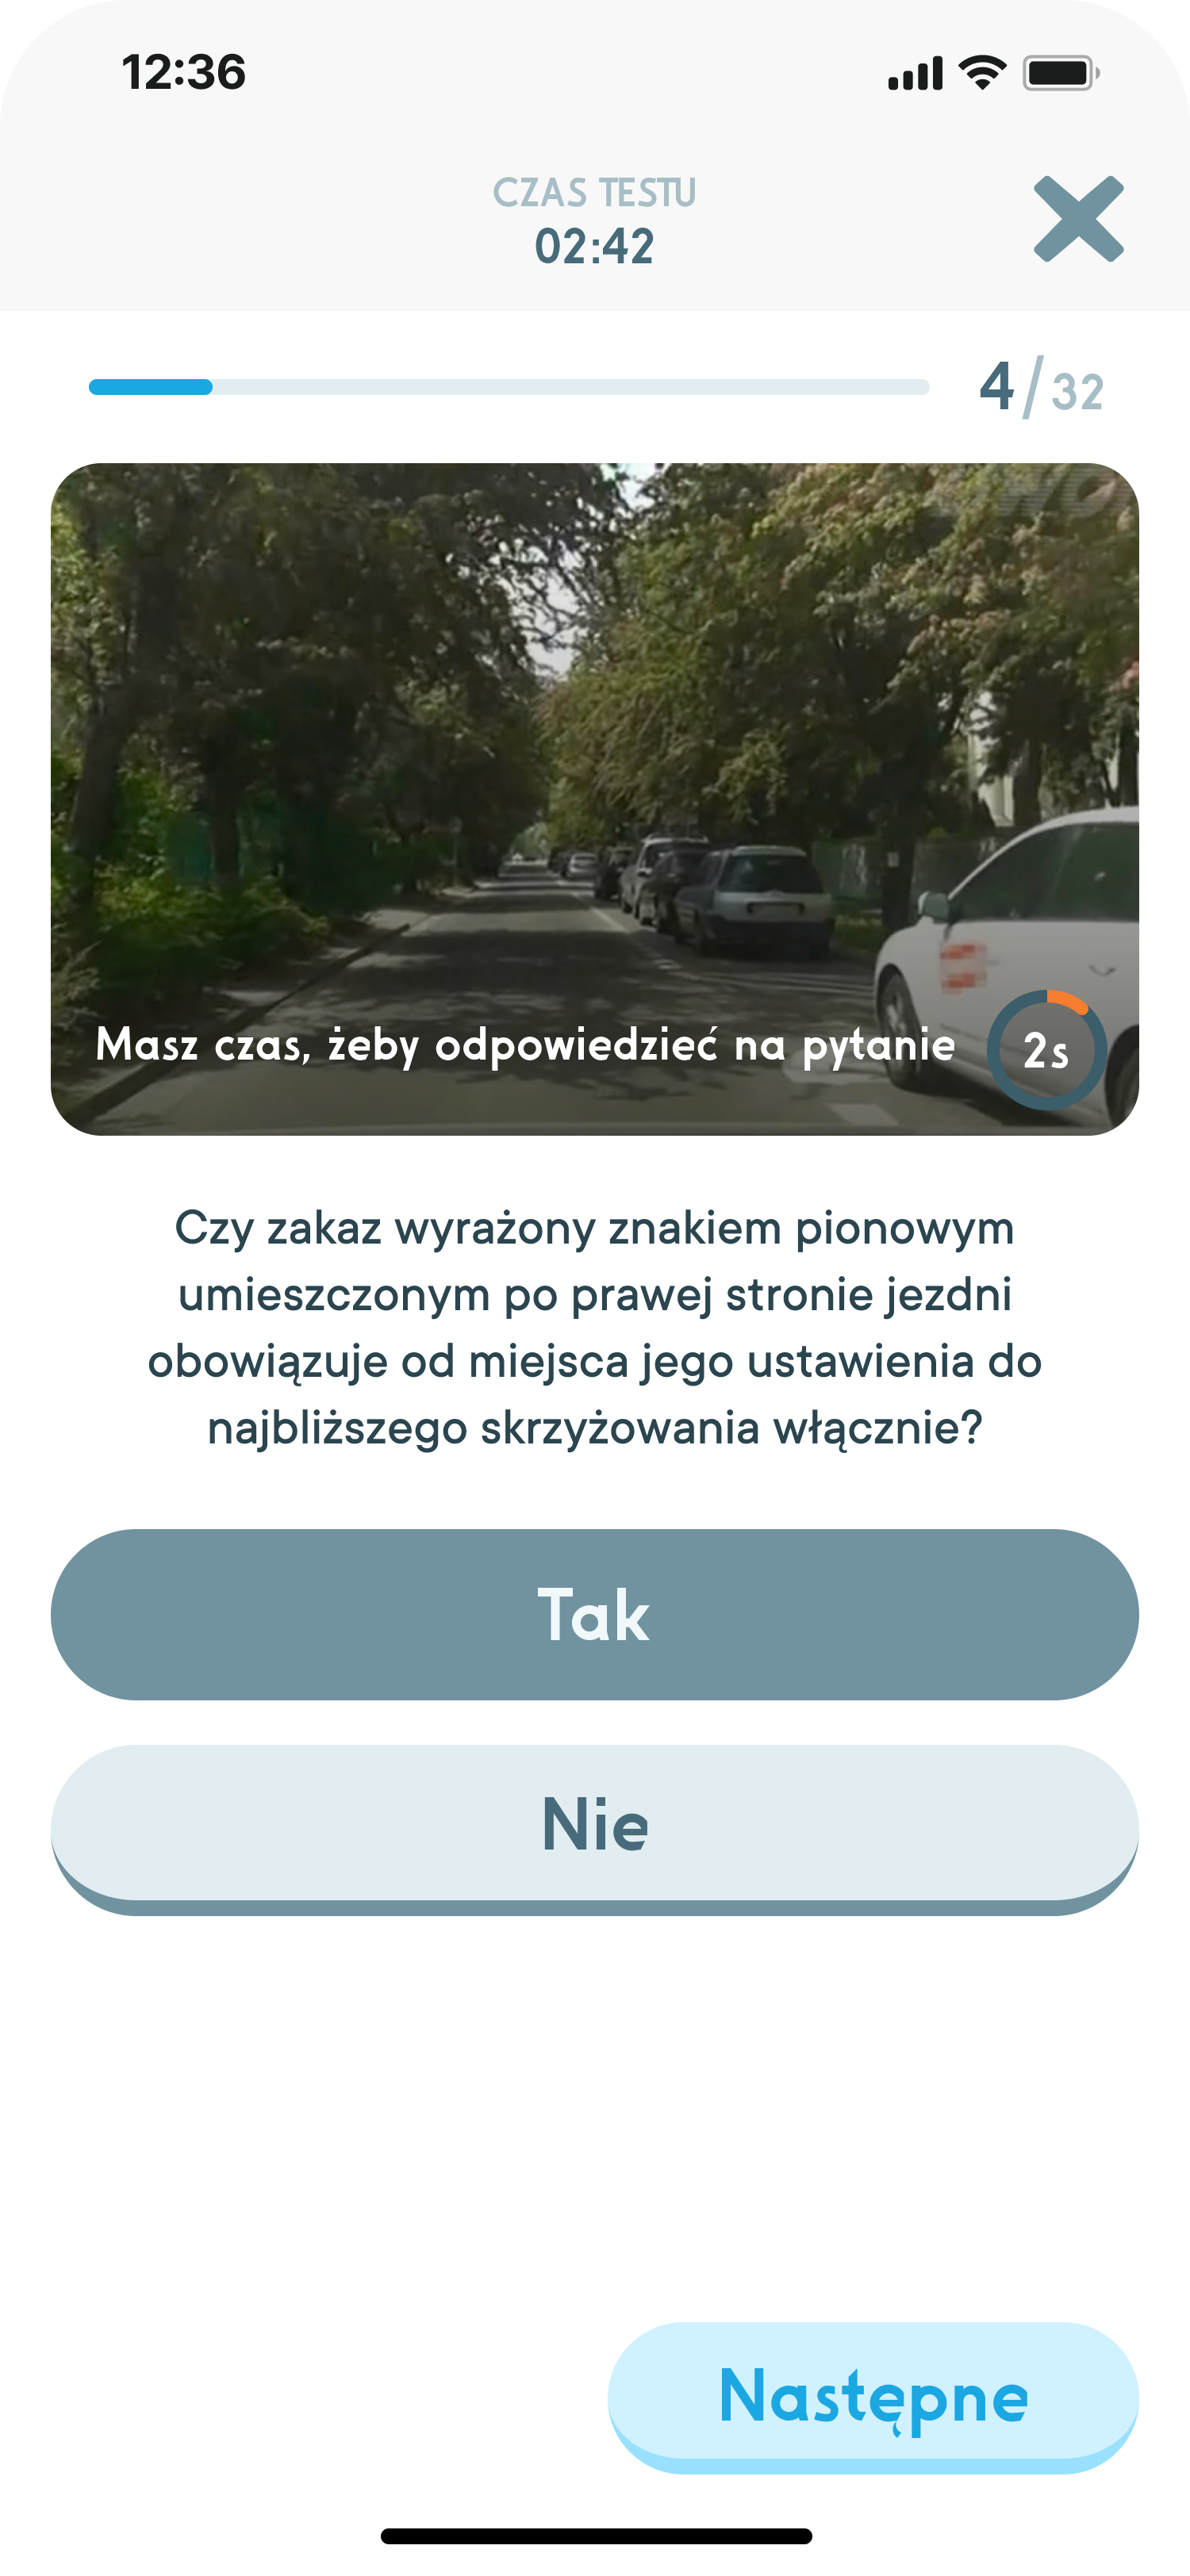 12:36
CZAS TESTU
02:42
4/32
Masz czas, żeby odpowiedzieć na pytanie
2s
Czy zakaz wyrażony znakiem pionowym
umieszczonym po prawej stronie jezdni
obowiązuje od miejsca jego ustawienia do
najbliższego skrzyżowania włącznie?
Tak
Nie
Następne